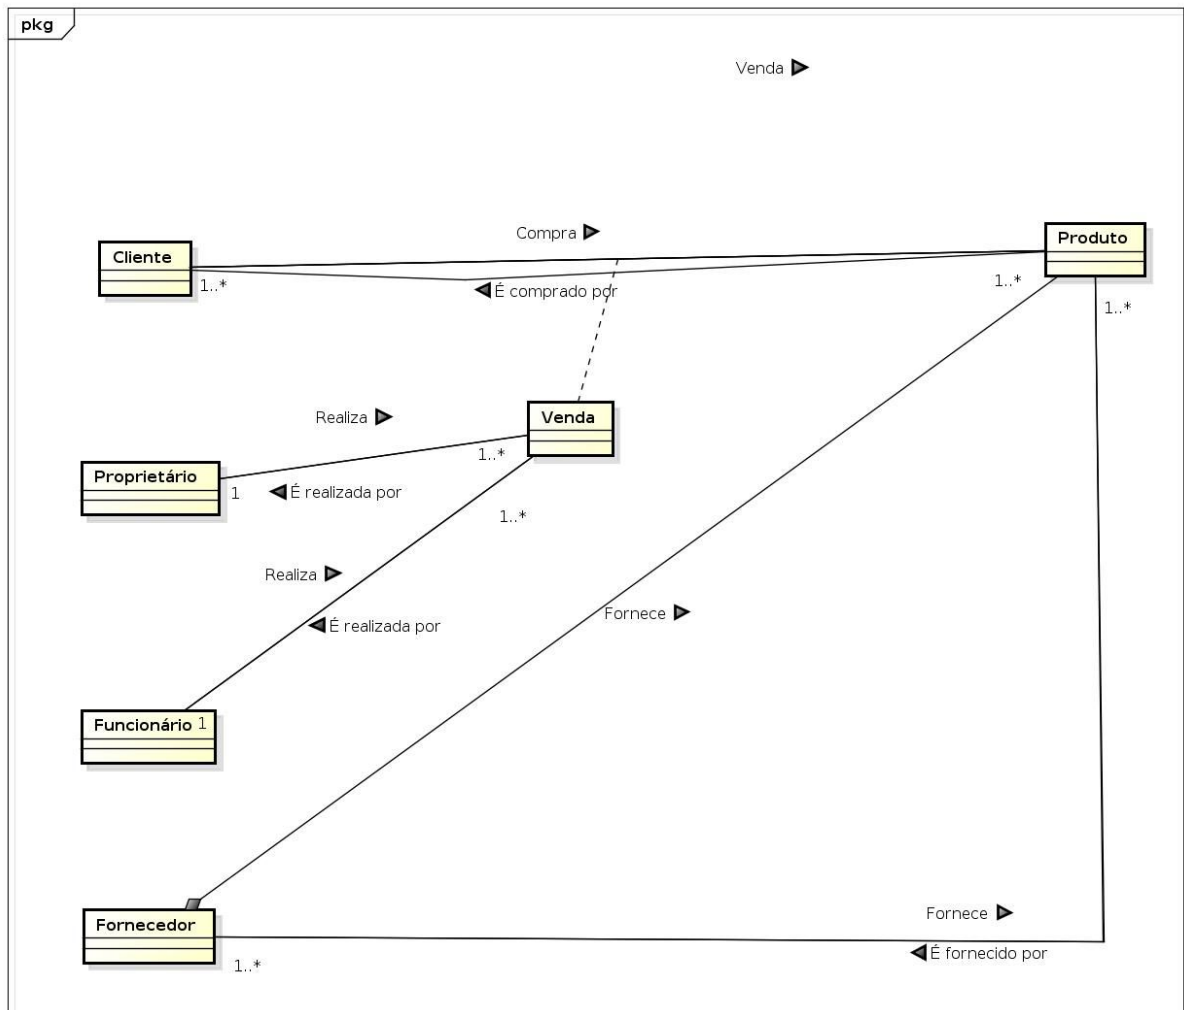 pkg
Venda
Compra
Produto
Cliente
1..*
1..*
É comprado por
1..*
Realiza
Venda
1..*
Proprietário
1
É realizada por
1..*
Realiza
Fornece
É realizada por
Funcionário 1
Fornece
Fornecedor
É fornecido por
1..*